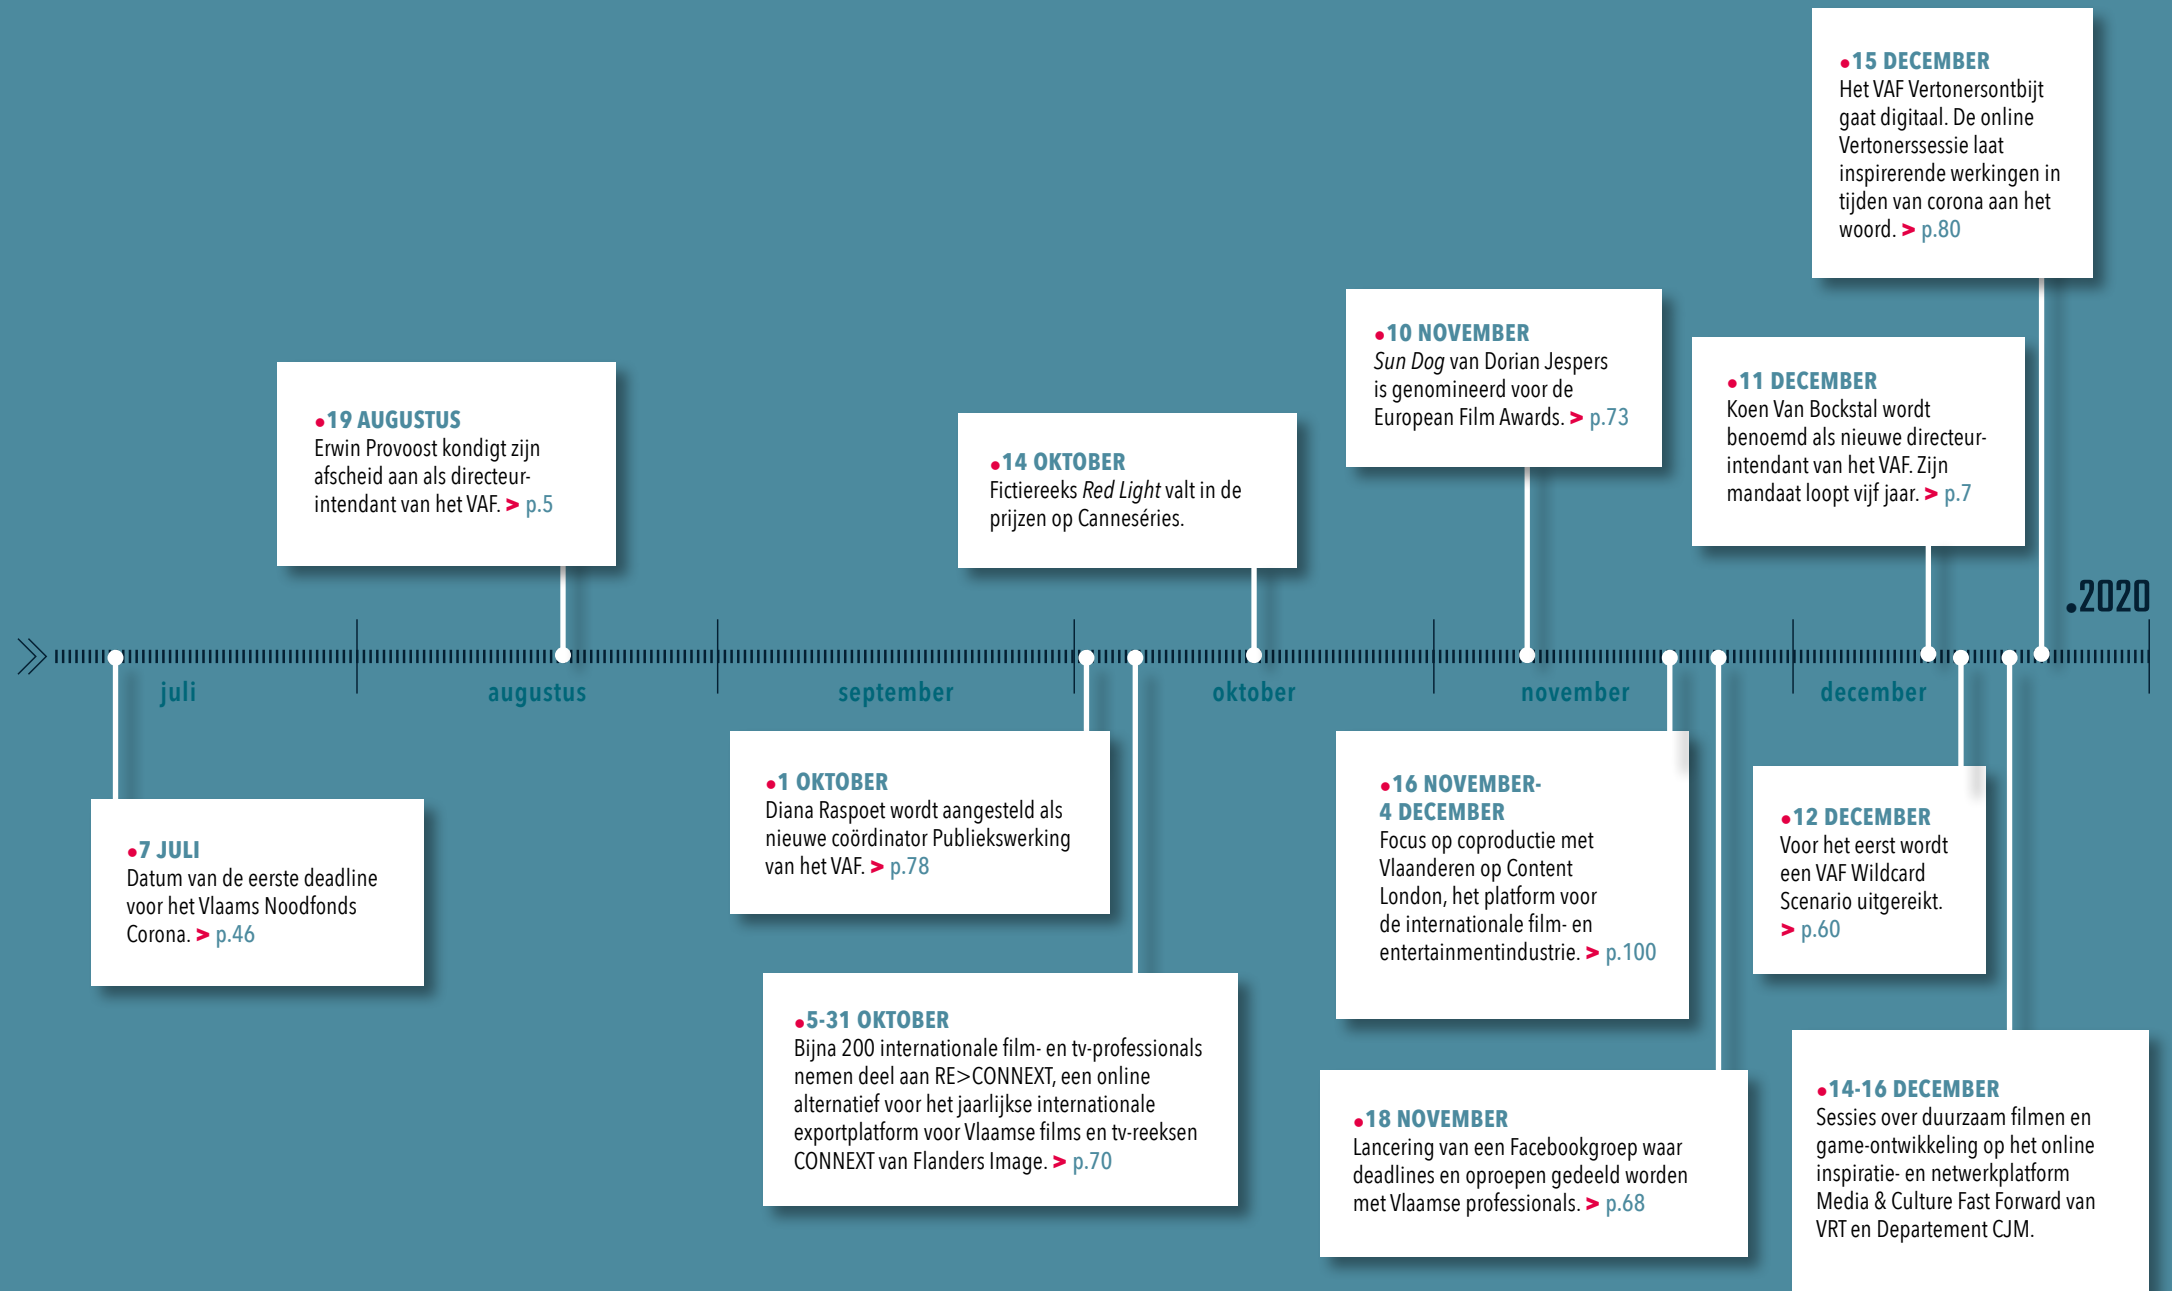 •15 DECEMBER
Het VAF Vertonersontbijt
gaat digitaal. De online
Vertonerssessie laat
inspirerende werkingen in
tijden van corona aan het
woord. > p.80
•10 NOVEMBER
Sun Dog van Dorian Jespers
is genomineerd voor de
European Film Awards. > p.73
•11 DECEMBER
Koen Van Bockstal wordt
benoemd als nieuwe directeur-
intendant van het VAF. Zijn
mandaat loopt vijf jaar. > p.7
•19 AUGUSTUS
Erwin Provoost kondigt zijn
afscheid aan als directeur-
intendant van het VAF. > p.5
•14 OKTOBER
Fictiereeks Red Light valt in de
prijzen op Canneséries.
.2020
juli
augustus
september
oktober
november
december
•7 JULI
Datum van de eerste deadline
voor het Vlaams Noodfonds
Corona. > p.46
•1 OKTOBER
Diana Raspoet wordt aangesteld als
nieuwe coördinator Publiekswerking
van het VAF. > p.78
•5-31 OKTOBER
Bijna 200 internationale film- en tv-professionals
nemen deel aan RE>CONNEXT, een online
alternatief voor het jaarlijkse internationale
exportplatform voor Vlaamse films en tv-reeksen
CONNEXT van Flanders Image. > p.70
•16 NOVEMBER-
4 DECEMBER
Focus op coproductie met
Vlaanderen op Content
London, het platform voor
de internationale film- en
entertainmentindustrie. > p.100
•18 NOVEMBER
Lancering van een Facebookgroep waar
deadlines en oproepen gedeeld worden
met Vlaamse professionals. > p.68
•12 DECEMBER
Voor het eerst wordt
een VAF Wildcard
Scenario uitgereikt.
> p.60
•14-16 DECEMBER
Sessies over duurzaam filmen en
game-ontwikkeling op het online
inspiratie- en netwerkplatform
Media & Culture Fast Forward van
VRT en Departement CJM.